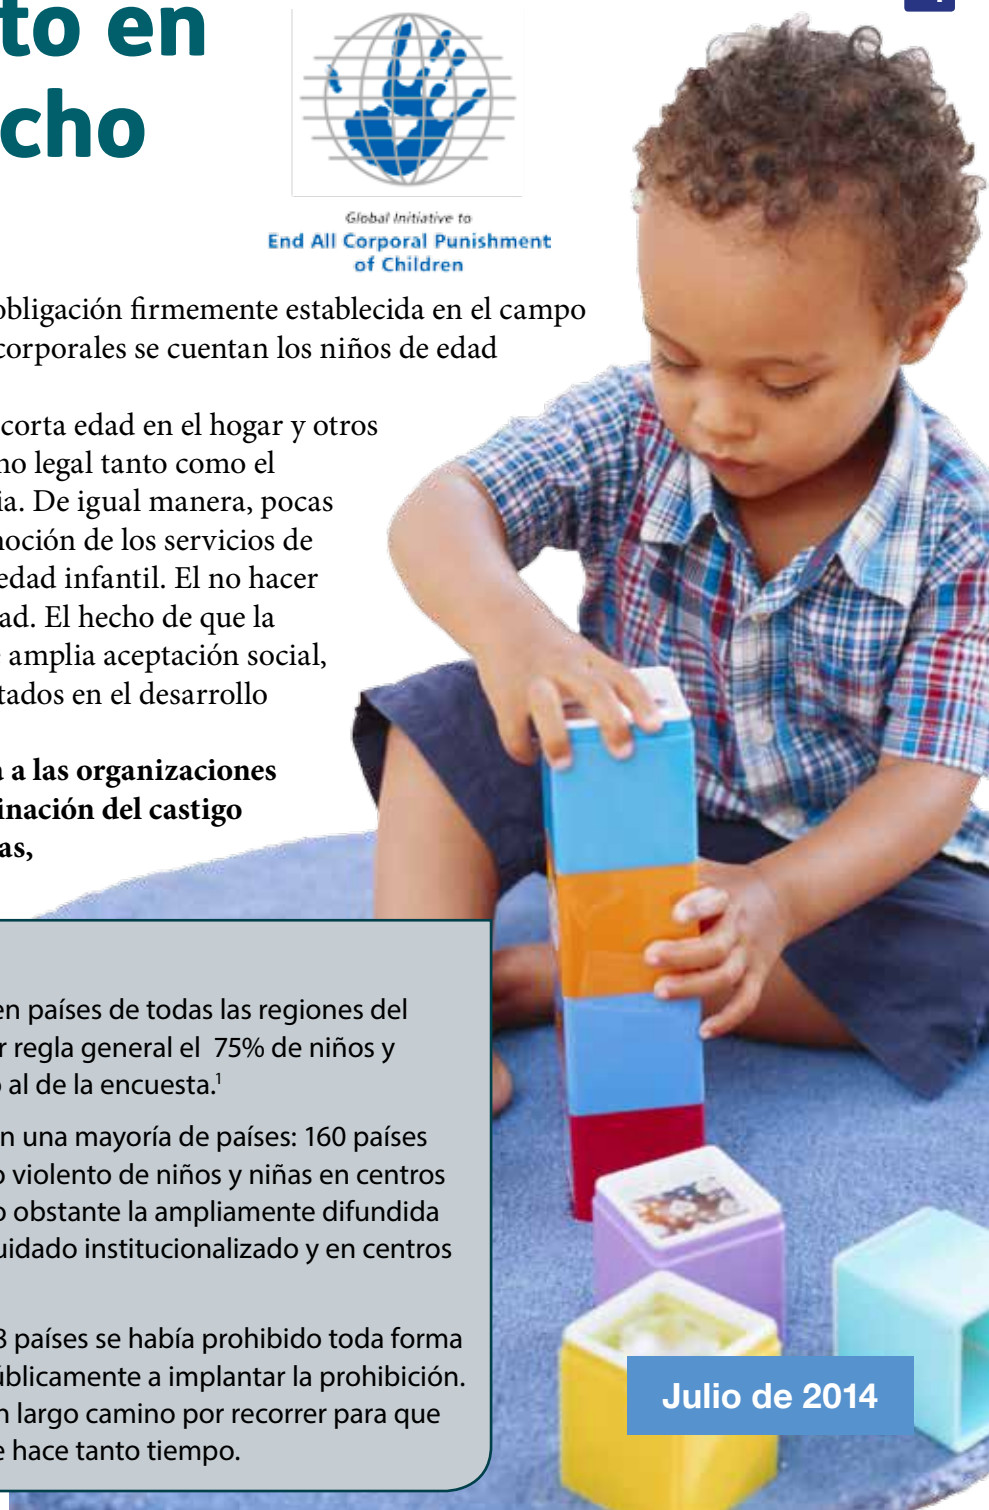 to en
cho
Global Initiative to
End All Corporal Punishment
of Children
obligación firmemente establecida en el campo
corporales se cuentan los niños de edad
corta edad en el hogar y otros
no legal tanto como el
ia. De igual manera, pocas
noción de los servicios de
edad infantil. El no hacer
ad. El hecho de que la
amplia aceptación social,
tados en el desarrollo
a a las organizaciones
inación del castigo
as,
en países de todas las regiones del
r regla general el 75% de niños y
o al de la encuesta.¹
n una mayoría de países: 160 países
o violento de niños y niñas en centros
o obstante la ampliamente difundida
uidado institucionalizado y en centros
8 países se había prohibido toda forma
úblicamente a implantar la prohibición.
n largo camino por recorrer para que
e hace tanto tiempo.
Julio de 2014